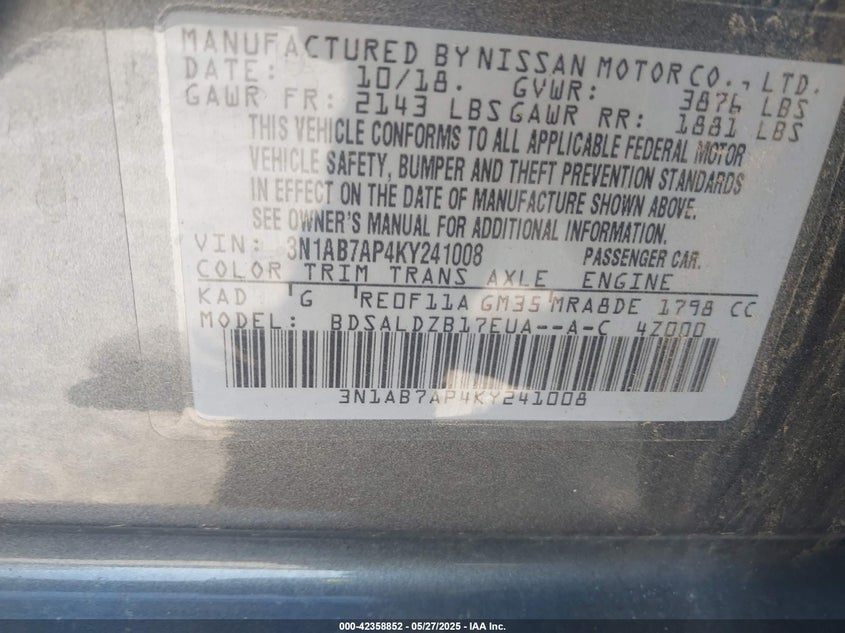 MANUFACTURED BY NISSAN MOTOR CO., LTD.
DATE: 10/18. GVWR: 3876 LBS
GAWR FR: 2143 LBS GAWR RR: 1881 LBS
THIS VEHICLE CONFORMS TO ALL APPLICABLE FEDERAL MOTOR
VEHICLE SAFETY, BUMPER AND THEFT PREVENTION STANDARDS
IN EFFECT ON THE DATE OF MANUFACTURE SHOWN ABOVE.
SEE OWNER'S MANUAL FOR ADDITIONAL INFORMATION.
VIN: 3N1AB7AP4KY241008 PASSENGER CAR.
COLOR TRIM TRANS AXLE ENGINE
KAD G RE0F11A GM35 MRA8DE 1798 CC
MODEL: BDSALDZB17EUA--A-C 4Z000
3N1AB7AP4KY241008
000-42358852 - 05/27/2025 - IAA Inc.